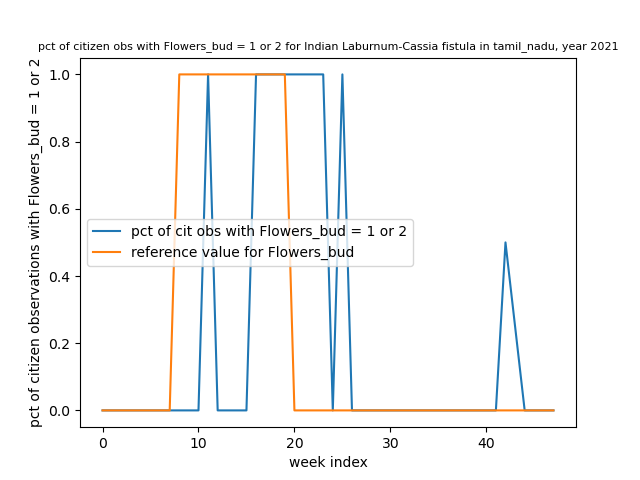 pct of citizen obs with Flowers_bud = 1 or 2 for Indian Laburnum-Cassia fistula in tamil_nadu, year 2021
pct of citizen observations with Flowers_bud = 1 or 2
1.0
0.8
0.6
0.4
0.2
0.0
pct of cit obs with Flowers_bud = 1 or 2
reference value for Flowers_bud
0 10 20 30 40
week index